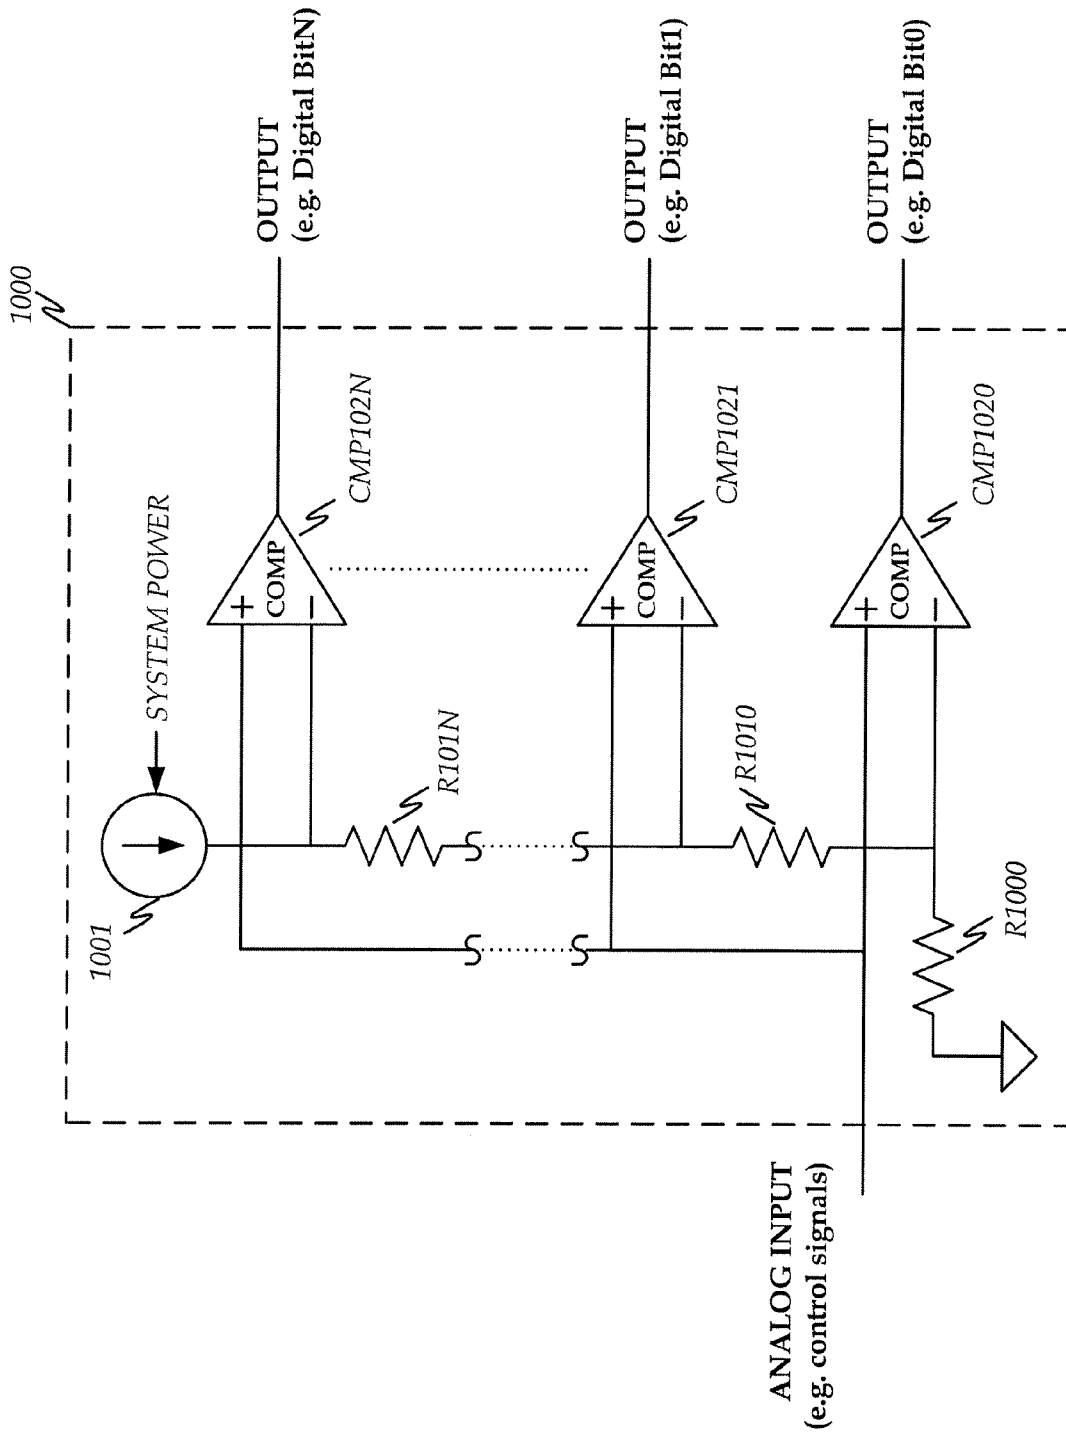 1000
SYSTEM POWER
1001
+
COMP
−
CMP102N
OUTPUT
(e.g. Digital BitN)
R101N
+
COMP
−
CMP1021
OUTPUT
(e.g. Digital Bit1)
R1010
+
COMP
−
CMP1020
OUTPUT
(e.g. Digital Bit0)
R1000
ANALOG INPUT
(e.g. control signals)